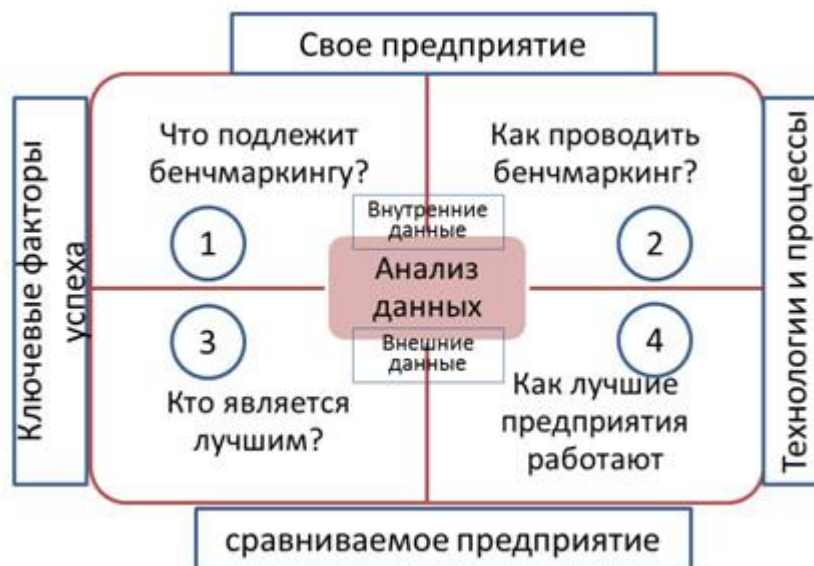 Свое предприятие
Ключевые факторы
успеха
Что подлежит
бенчмаркингу?
1
Как проводить
бенчмаркинг?
2
Внутренние
данные
Анализ
данных
Внешние
данные
3
Кто является
лучшим?
4
Как лучшие
предприятия
работают
Технологии и процессы
сравниваемое предприятие